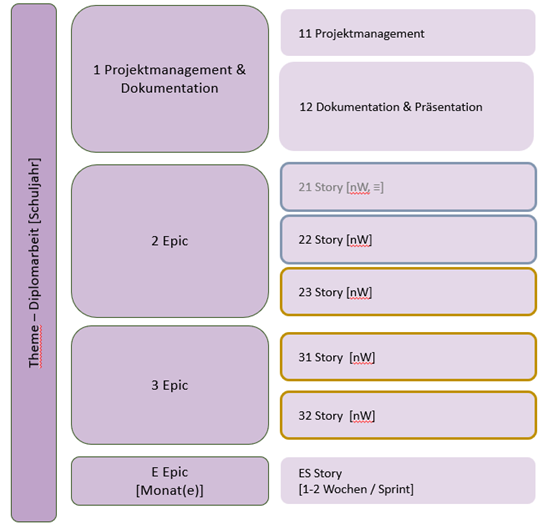 Theme – Diplomarbeit [Schuljahr]
1 Projektmanagement &
Dokumentation
11 Projektmanagement
12 Dokumentation & Präsentation
2 Epic
21 Story [nW, ≡]
22 Story [nW]
23 Story [nW]
3 Epic
31 Story [nW]
32 Story [nW]
E Epic
[Monat(e)]
ES Story
[1-2 Wochen / Sprint]